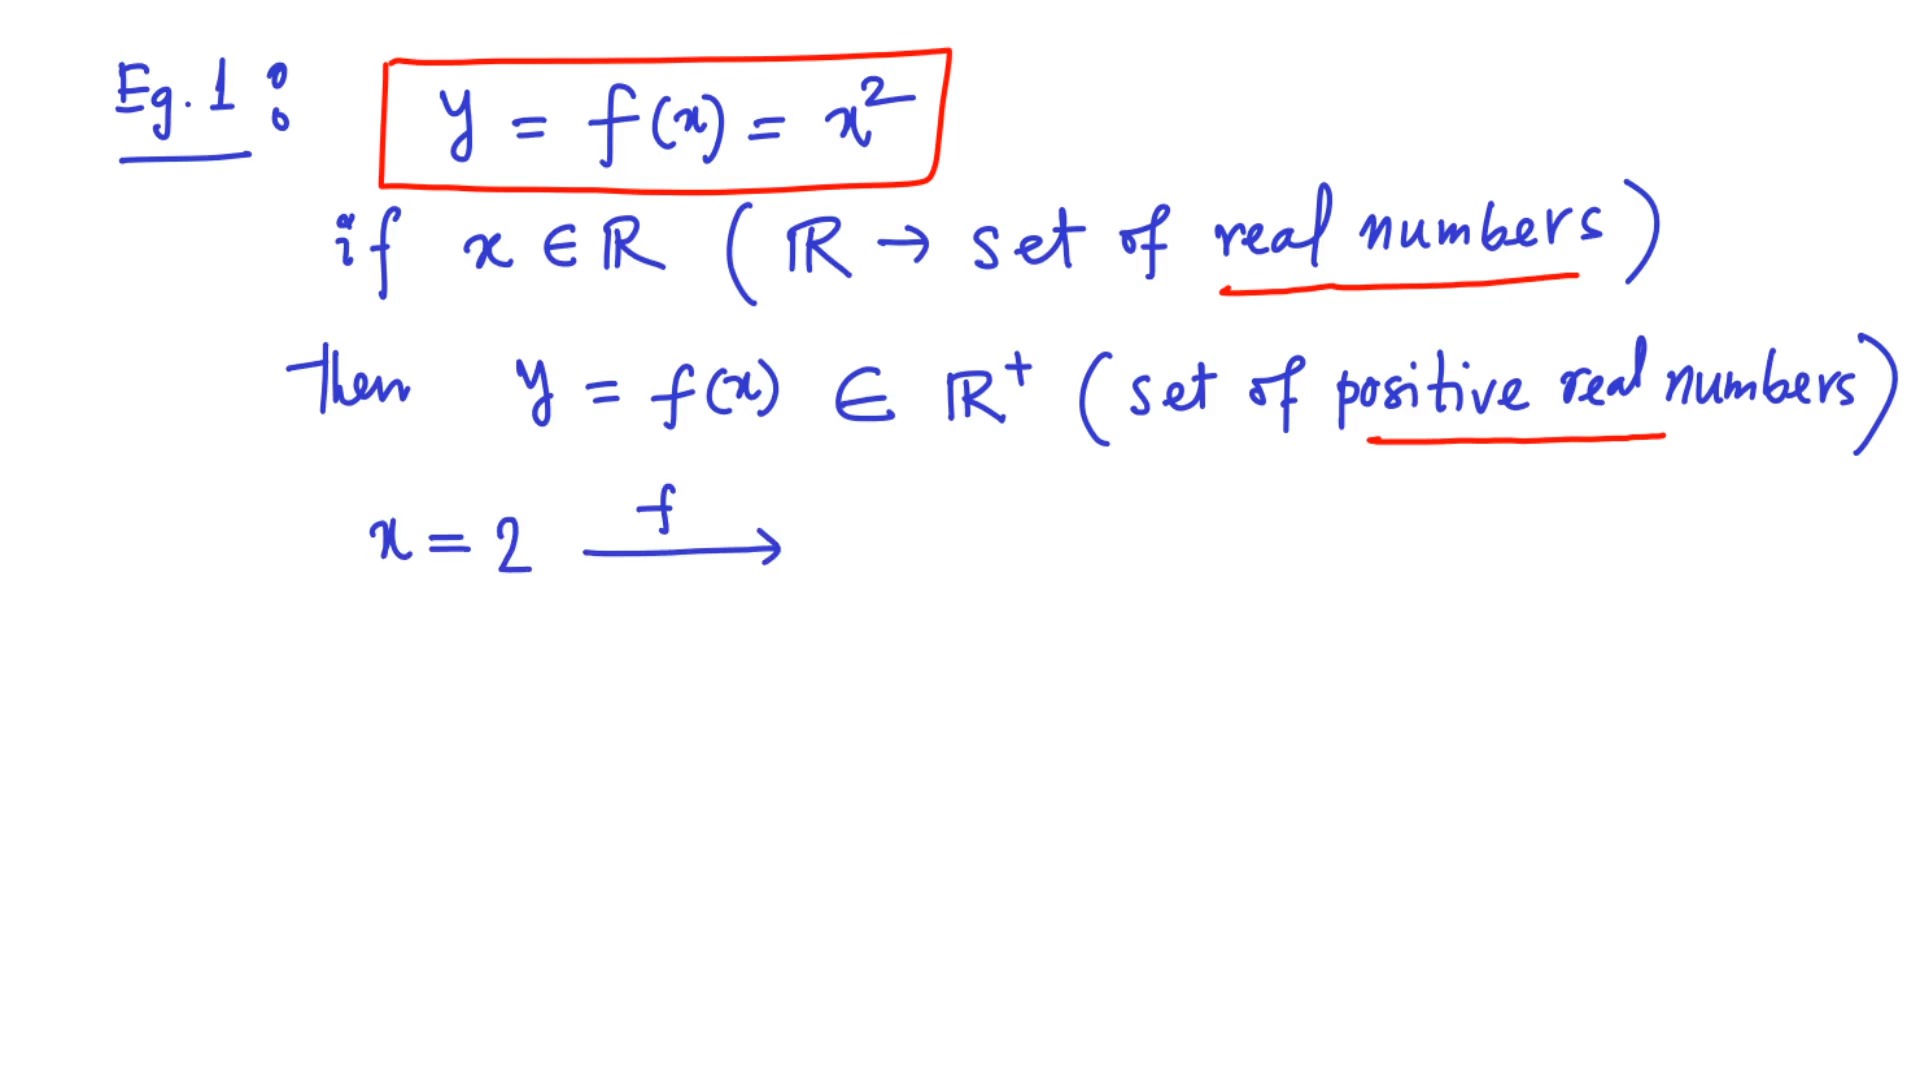 Eg. 1 : y = f(x) = x²
if x ∈ ℝ ( ℝ → set of real numbers )
Then y = f(x) ∈ ℝ⁺ ( set of positive real numbers )
f
x = 2 ⟶